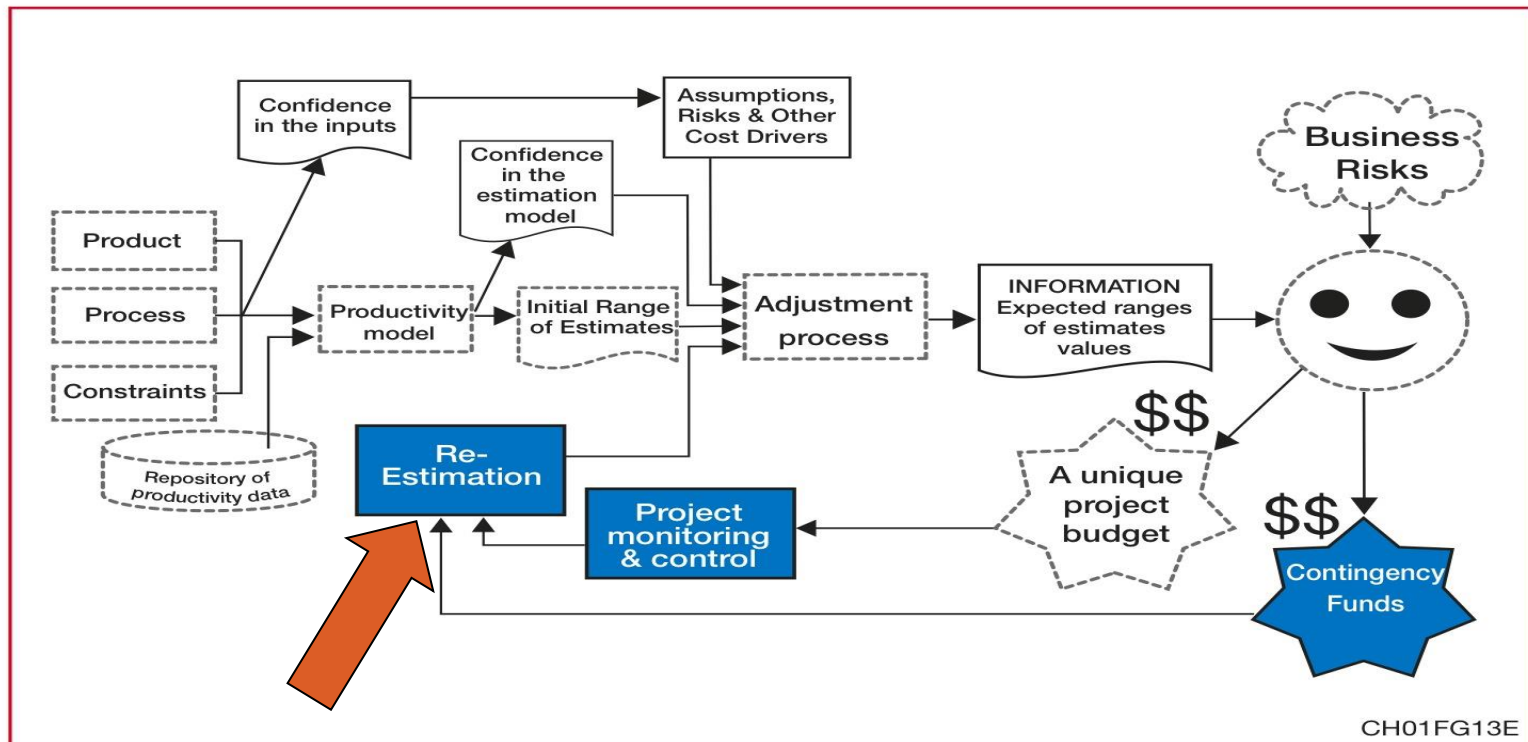 Confidence
in the inputs
Assumptions,
Risks & Other
Cost Drivers
Business
Risks
Confidence
in the
estimation
model
Product
Process
Constraints
Productivity
model
Initial Range
of Estimates
Adjustment
process
INFORMATION
Expected ranges
of estimates
values
Repository of
productivity data
Re-
Estimation
Project
monitoring
& control
$$
A unique
project
budget
$$
Contingency
Funds
CH01FG13E